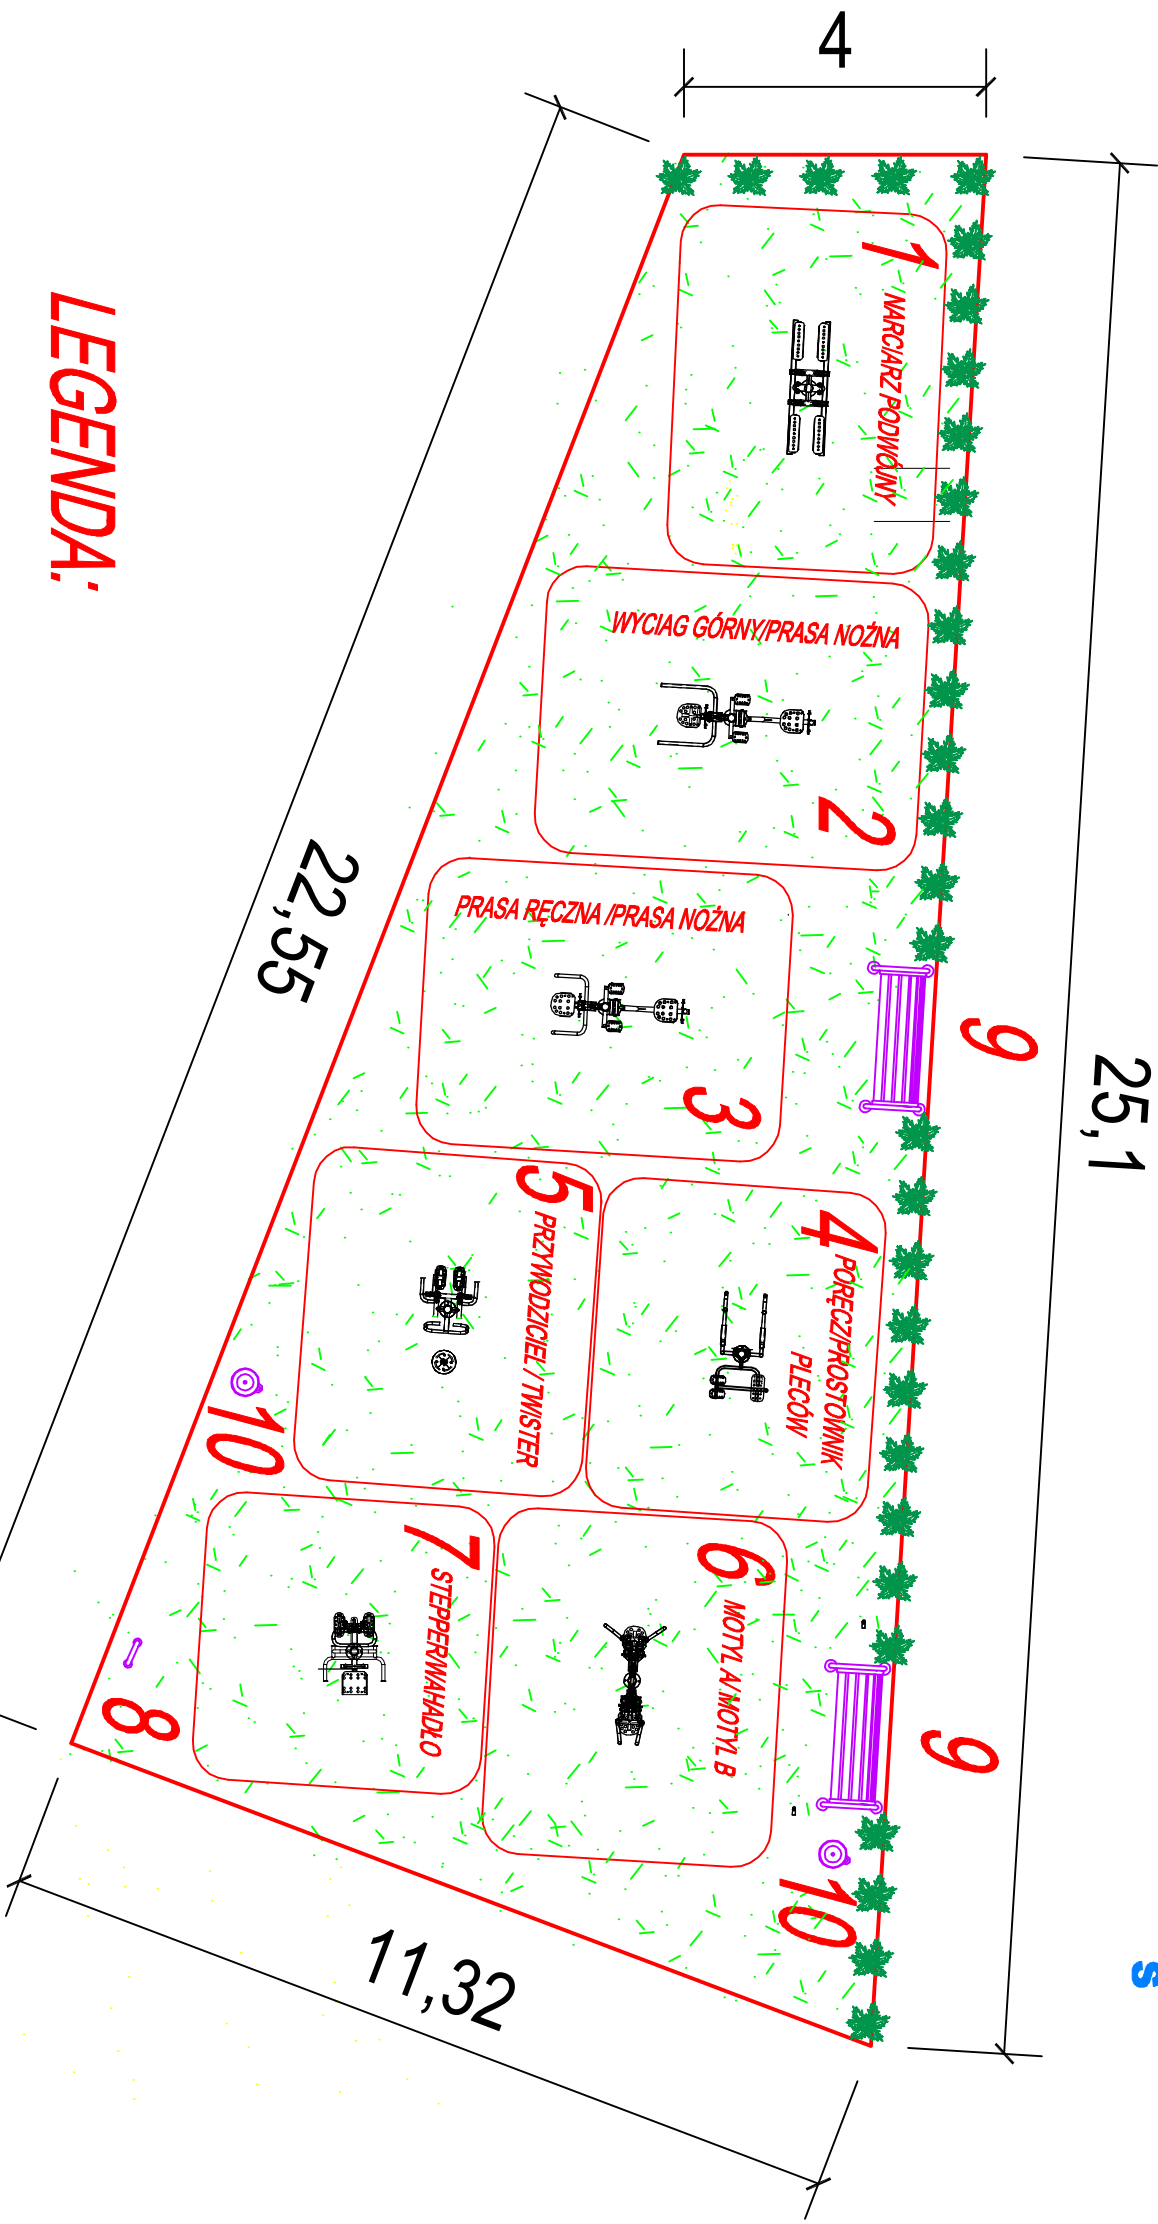 4
25,1
22,55
11,32
LEGENDA:
1
NARCIARZ PODWÓJNY
WYCIAG GÓRNY/PRASA NOŻNA
2
PRASA RĘCZNA /PRASA NOŻNA
3
9
4
PORĘCZ/PROSTOWNIK
PLECÓW
5
PRZYWODZICIEL / TWISTER
10
6
MOTYL A/ MOTYL B
7
STEPPER/WAHADŁO
8
9
10
s